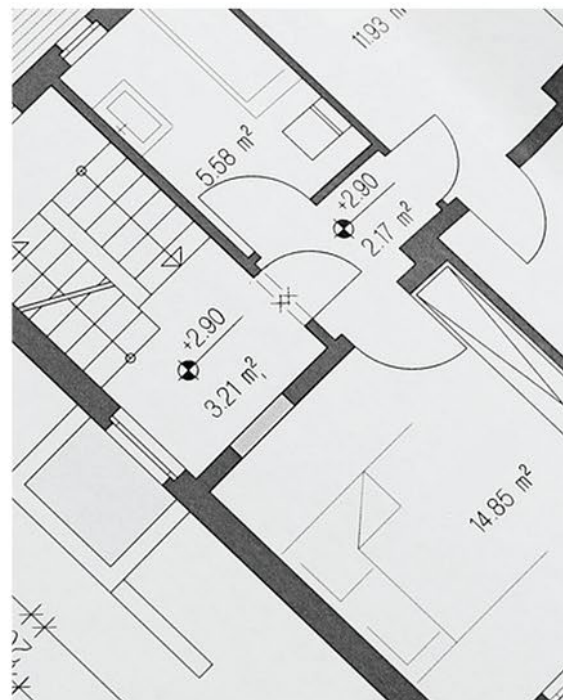 11.93 m²
5.58 m²
+2.90
2.17 m²
+2.90
3.21 m²,
14.85 m²